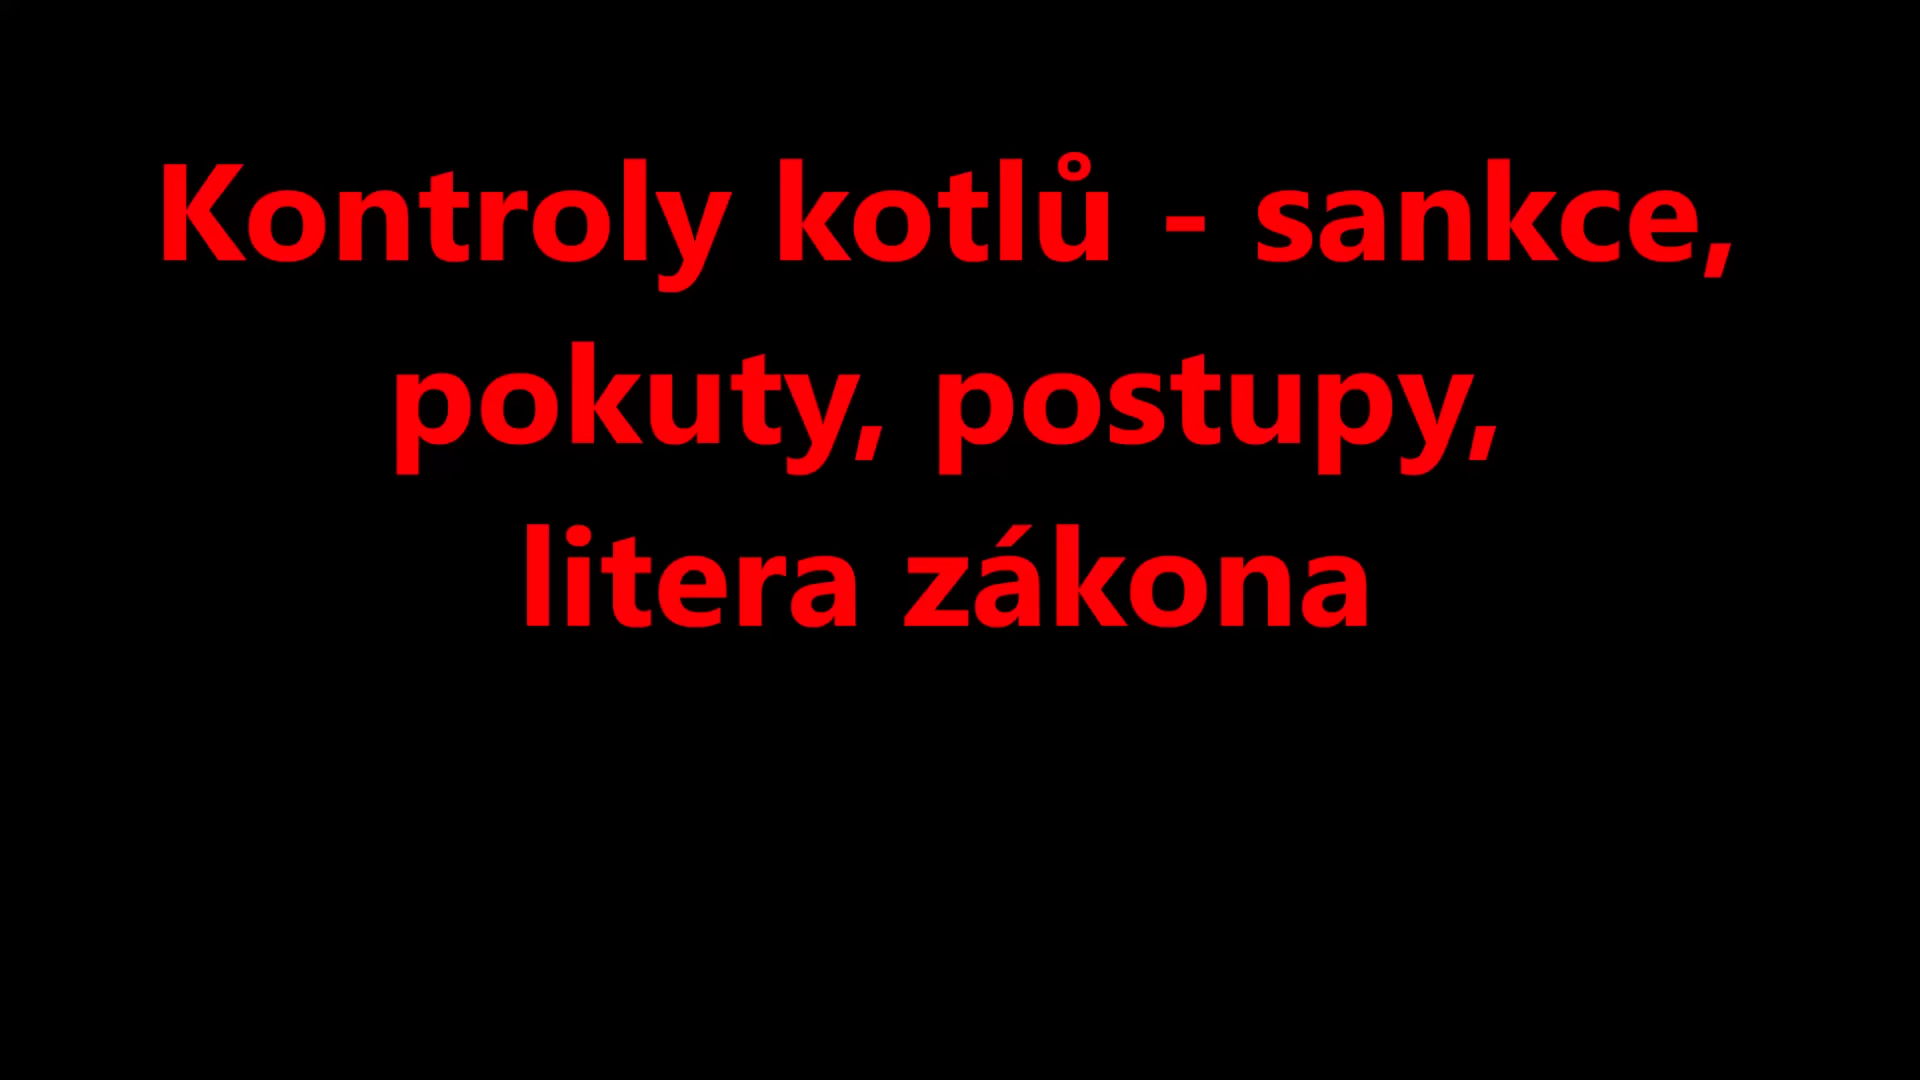 Kontroly kotlů - sankce,
pokuty, postupy,
litera zákona